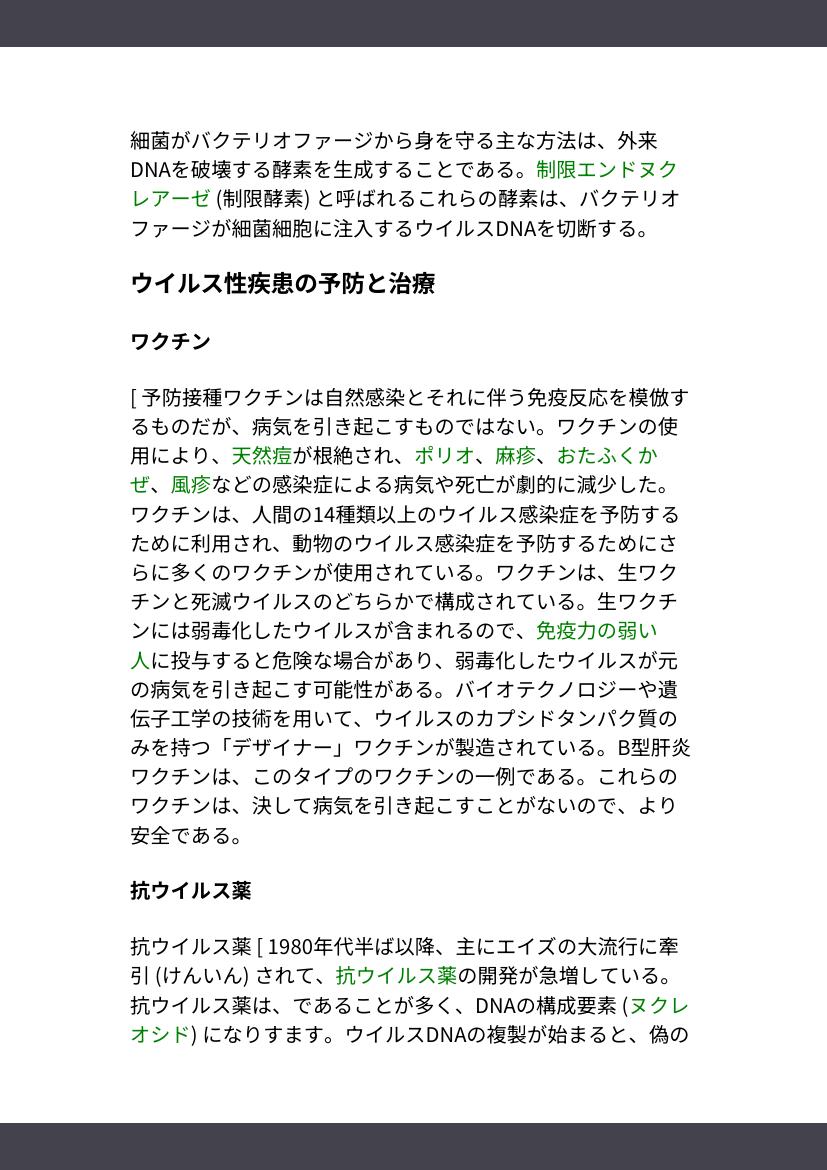 細菌がバクテリオファージから身を守る主な方法は、外来
DNAを破壊する酵素を生成することである。制限エンドヌク
レアーゼ (制限酵素) と呼ばれるこれらの酵素は、バクテリオ
ファージが細菌細胞に注入するウイルスDNAを切断する。
ウイルス性疾患の予防と治療
ワクチン
[ 予防接種ワクチンは自然感染とそれに伴う免疫反応を模倣す
るものだが、病気を引き起こすものではない。ワクチンの使
用により、天然痘が根絶され、ポリオ、麻疹、おたふくか
ぜ、風疹などの感染症による病気や死亡が劇的に減少した。
ワクチンは、人間の14種類以上のウイルス感染症を予防する
ために利用され、動物のウイルス感染症を予防するためにさ
らに多くのワクチンが使用されている。ワクチンは、生ワク
チンと死滅ウイルスのどちらかで構成されている。生ワクチ
ンには弱毒化したウイルスが含まれるので、免疫力の弱い
人に投与すると危険な場合があり、弱毒化したウイルスが元
の病気を引き起こす可能性がある。バイオテクノロジーや遺
伝子工学の技術を用いて、ウイルスのカプシドタンパク質の
みを持つ「デザイナー」ワクチンが製造されている。B型肝炎
ワクチンは、このタイプのワクチンの一例である。これらの
ワクチンは、決して病気を引き起こすことがないので、より
安全である。
抗ウイルス薬
抗ウイルス薬 [ 1980年代半ば以降、主にエイズの大流行に牽
引 (けんいん) されて、抗ウイルス薬の開発が急増している。
抗ウイルス薬は、であることが多く、DNAの構成要素 (ヌクレ
オシド) になりすます。ウイルスDNAの複製が始まると、偽の